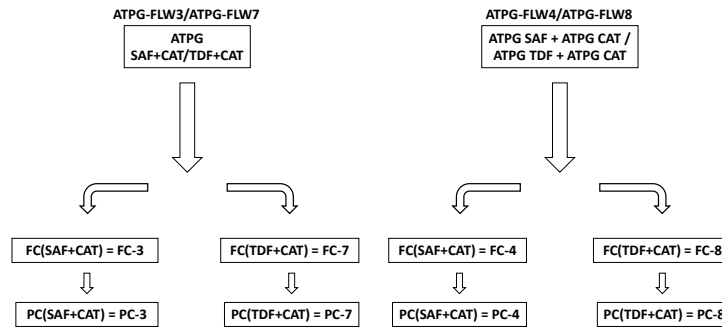 ATPG-FLW3/ATPG-FLW7
ATPG
SAF+CAT/TDF+CAT
ATPG-FLW4/ATPG-FLW8
ATPG SAF + ATPG CAT /
ATPG TDF + ATPG CAT
FC(SAF+CAT) = FC-3
FC(TDF+CAT) = FC-7
FC(SAF+CAT) = FC-4
FC(TDF+CAT) = FC-8
PC(SAF+CAT) = PC-3
PC(TDF+CAT) = PC-7
PC(SAF+CAT) = PC-4
PC(TDF+CAT) = PC-8